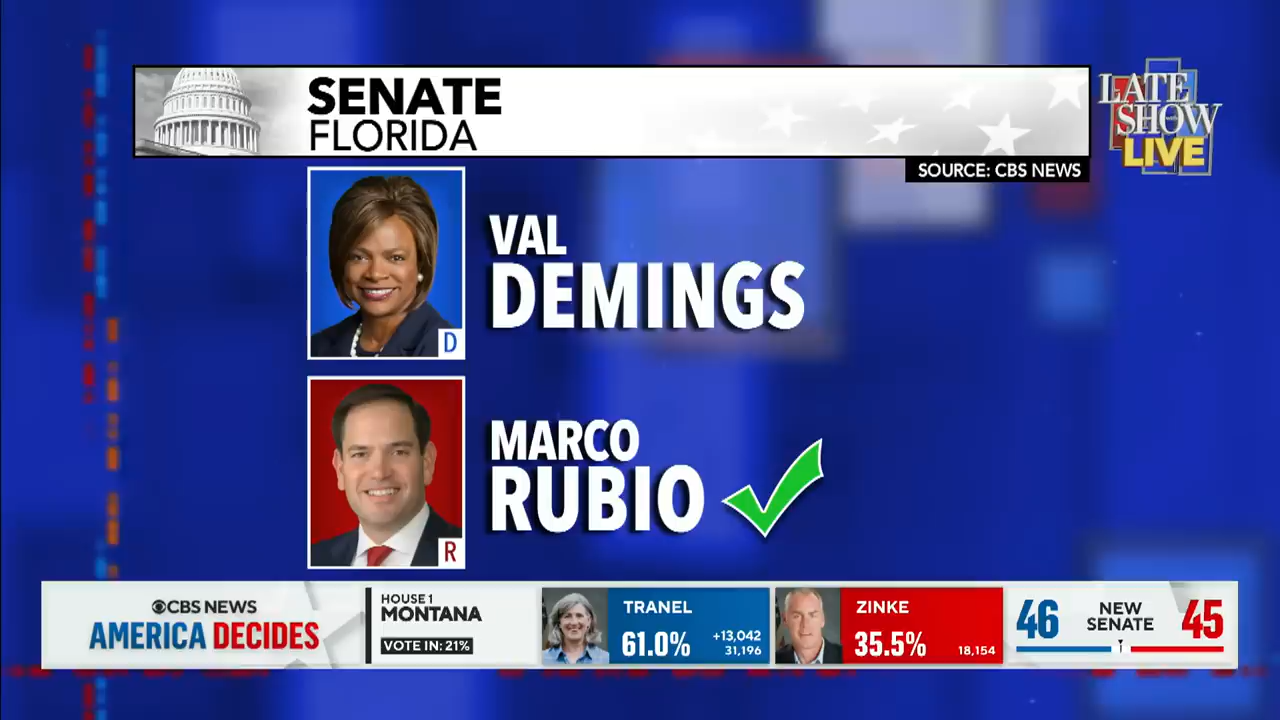 SENATE
FLORIDA
LATE
SHOW
LIVE
SOURCE: CBS NEWS
VAL
DEMINGS
D
MARCO
RUBIO
R
CBS NEWS
AMERICA DECIDES
HOUSE 1
MONTANA
VOTE IN: 21%
TRANEL
61.0%
+13,042
31,196
ZINKE
35.5%
18,154
46
NEW
SENATE
45